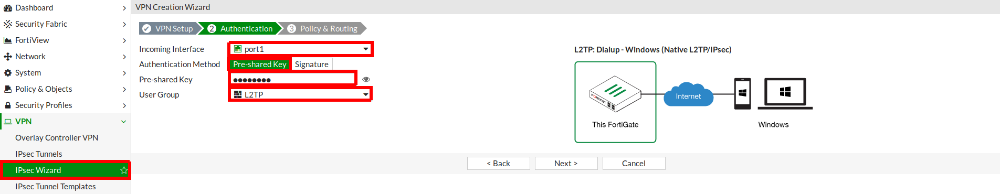 Dashboard
Security Fabric
FortiView
Network
System
Policy & Objects
Security Profiles
VPN
Overlay Controller VPN
IPsec Tunnels
IPsec Wizard
IPsec Tunnel Templates
VPN Creation Wizard
VPN Setup
2 Authentication
3 Policy & Routing
Incoming Interface port1
Authentication Method Pre-shared Key Signature
Pre-shared Key ●●●●●●●●
User Group L2TP
L2TP: Dialup - Windows (Native L2TP/IPsec)
FORTINET
Internet
This FortiGate
Windows
< Back Next > Cancel